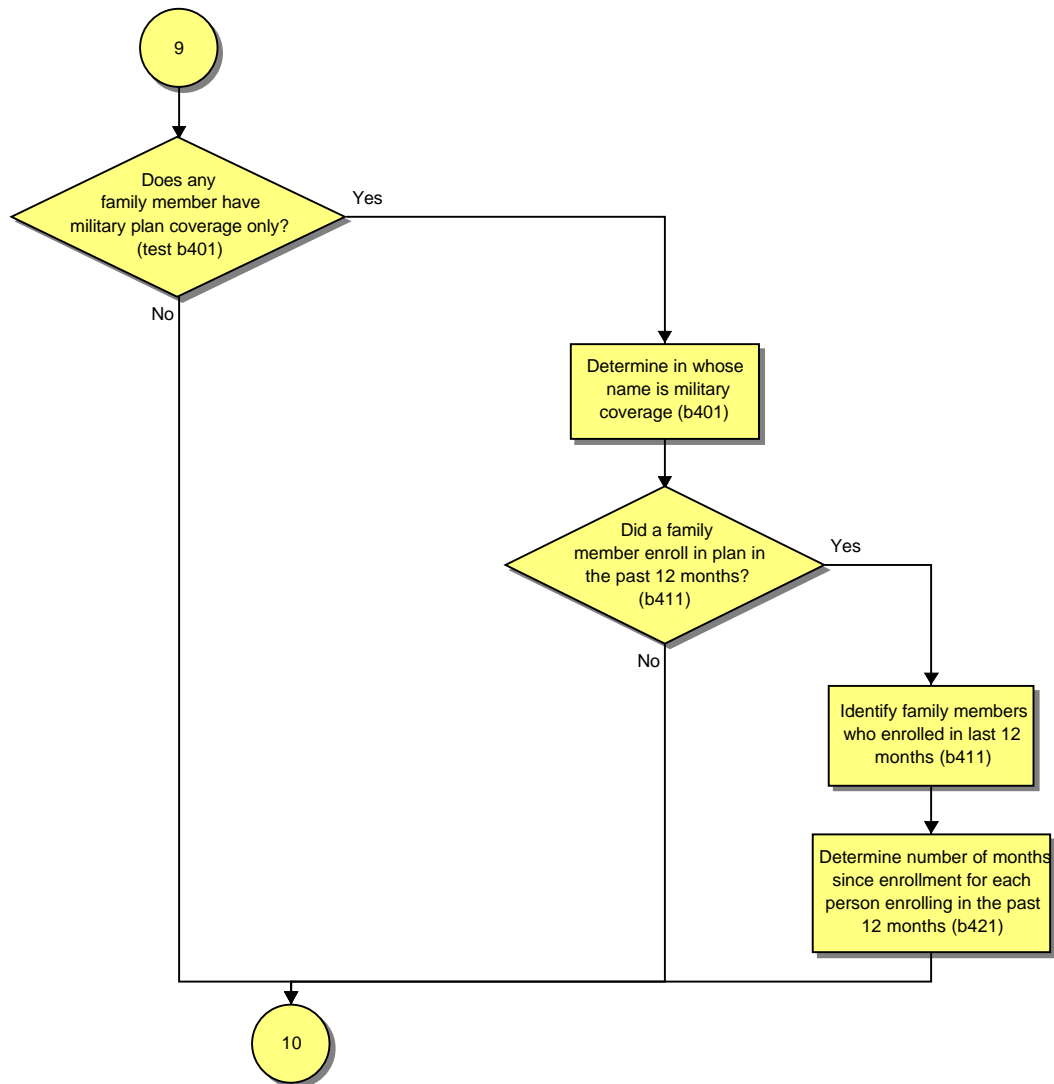 9
Does any
family member have
military plan coverage only?
(test b401)
Yes
No
Determine in whose
name is military
coverage (b401)
Did a family
member enroll in plan in
the past 12 months?
(b411)
Yes
No
Identify family members
who enrolled in last 12
months (b411)
Determine number of months
since enrollment for each
person enrolling in the past
12 months (b421)
10